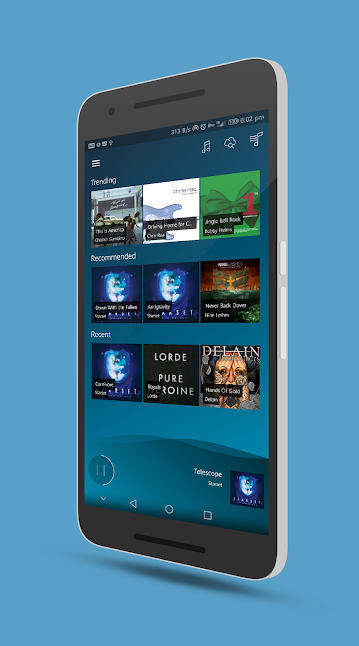 313 B/s 6:02 pm
Trending
This is America
Childish Gambino
Driving Home for C...
Chris Rea
Jingle Bell Rock
Bobby Helms
Recommended
Down With the Fallen
Starset
Antigravity
Starset
NINE LASHES
Never Back Down
Nine Lashes
Recent
Carnivore
Starset
LORDE
PURE
HEROINE
Royals
Lorde
DELAIN
Hands Of Gold
Delain
Telescope
Starset
STARSET